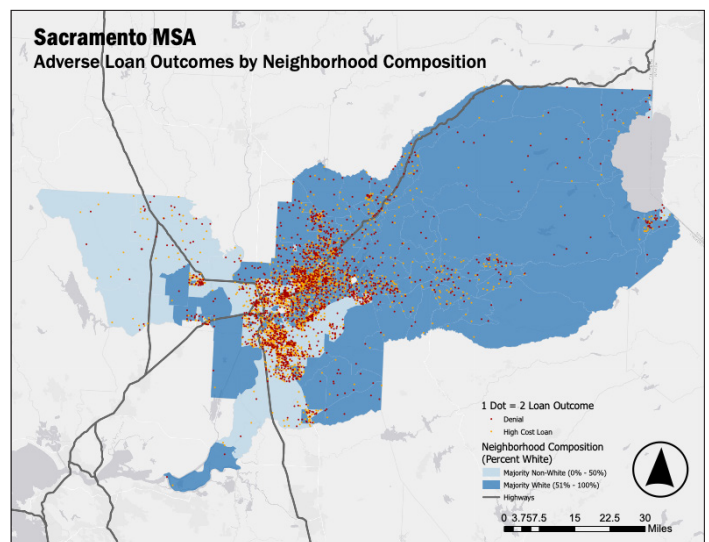 Sacramento MSA
Adverse Loan Outcomes by Neighborhood Composition
1 Dot = 2 Loan Outcome
Denial
High Cost Loan
Neighborhood Composition
(Percent White)
Majority Non-White (0% - 50%)
Majority White (51% - 100%)
Highways
0 3.757.5 15 22.5 30
Miles